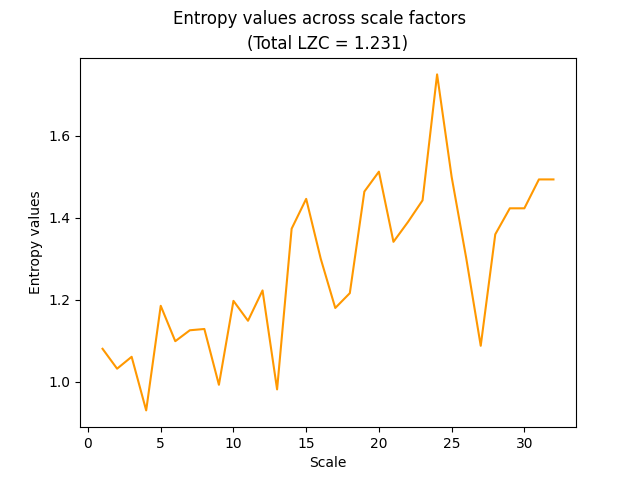 Entropy values across scale factors
(Total LZC = 1.231)
Entropy values
1.6
1.4
1.2
1.0
0 5 10 15 20 25 30
Scale